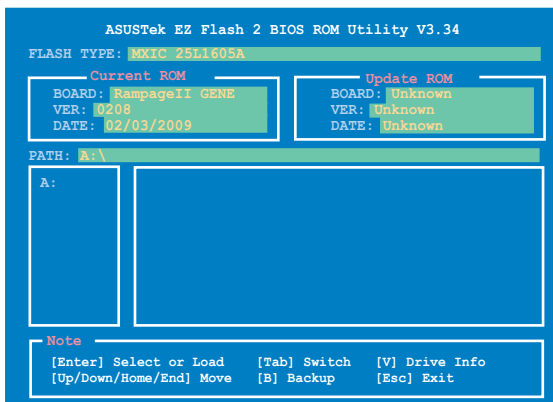 ASUSTek EZ Flash 2 BIOS ROM Utility V3.34
FLASH TYPE: MXIC 25L1605A
Current ROM
BOARD: RampageII GENE
VER: 0208
DATE: 02/03/2009
Update ROM
BOARD: Unknown
VER: Unknown
DATE: Unknown
PATH: A:\
A:
Note
[Enter] Select or Load [Tab] Switch [V] Drive Info
[Up/Down/Home/End] Move [B] Backup [Esc] Exit